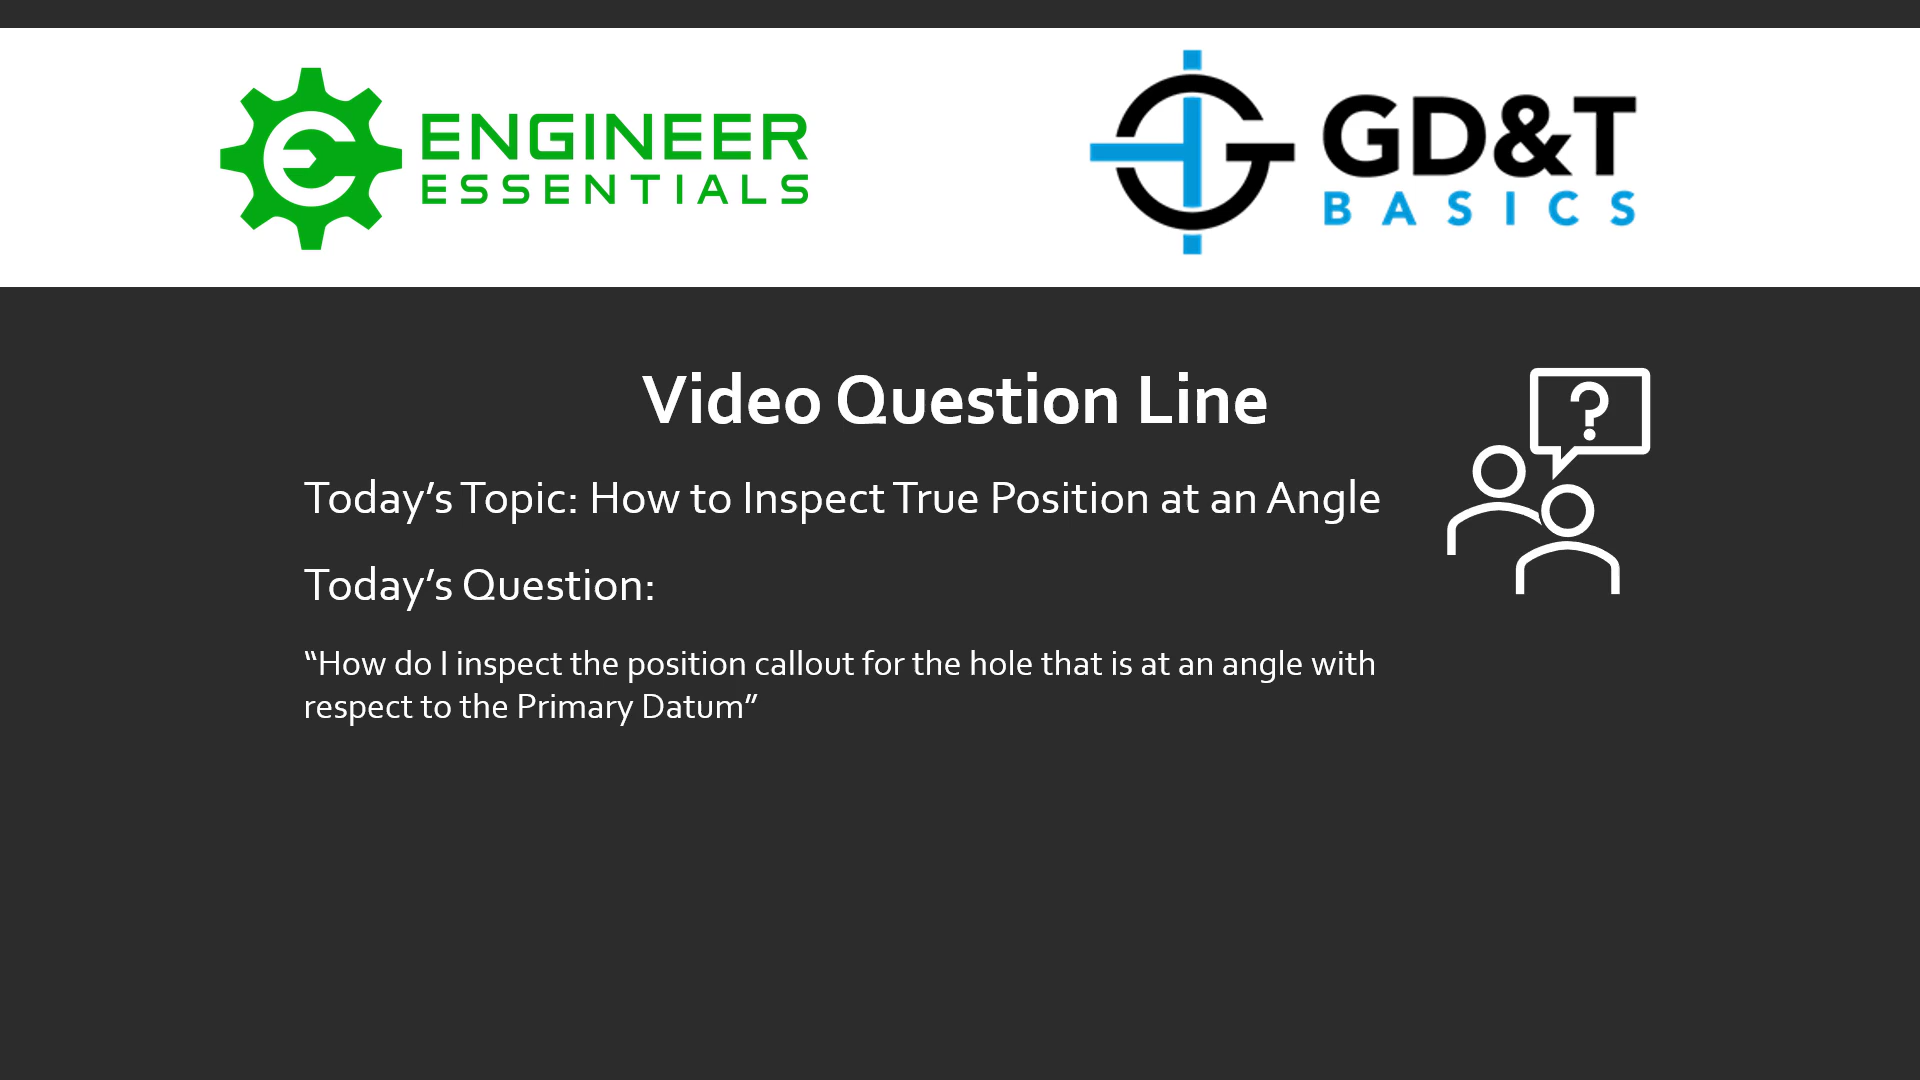 ENGINEER
ESSENTIALS
GD&T
BASICS
Video Question Line
?
Today’s Topic: How to Inspect True Position at an Angle
Today’s Question:
“How do I inspect the position callout for the hole that is at an angle with
respect to the Primary Datum”